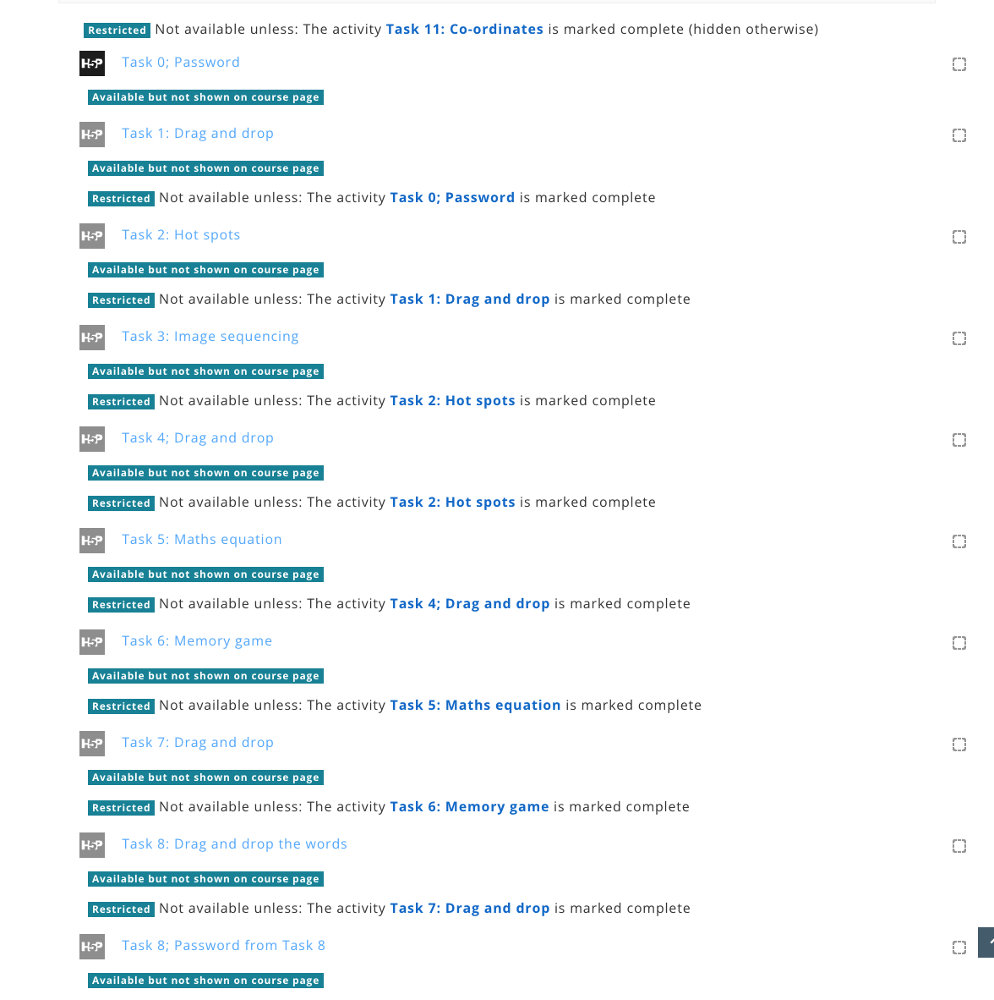 Restricted Not available unless: The activity Task 11: Co-ordinates is marked complete (hidden otherwise)
H5P Task 0; Password
Available but not shown on course page
H5P Task 1: Drag and drop
Available but not shown on course page
Restricted Not available unless: The activity Task 0; Password is marked complete
H5P Task 2: Hot spots
Available but not shown on course page
Restricted Not available unless: The activity Task 1: Drag and drop is marked complete
H5P Task 3: Image sequencing
Available but not shown on course page
Restricted Not available unless: The activity Task 2: Hot spots is marked complete
H5P Task 4; Drag and drop
Available but not shown on course page
Restricted Not available unless: The activity Task 2: Hot spots is marked complete
H5P Task 5: Maths equation
Available but not shown on course page
Restricted Not available unless: The activity Task 4; Drag and drop is marked complete
H5P Task 6: Memory game
Available but not shown on course page
Restricted Not available unless: The activity Task 5: Maths equation is marked complete
H5P Task 7: Drag and drop
Available but not shown on course page
Restricted Not available unless: The activity Task 6: Memory game is marked complete
H5P Task 8: Drag and drop the words
Available but not shown on course page
Restricted Not available unless: The activity Task 7: Drag and drop is marked complete
H5P Task 8; Password from Task 8
Available but not shown on course page